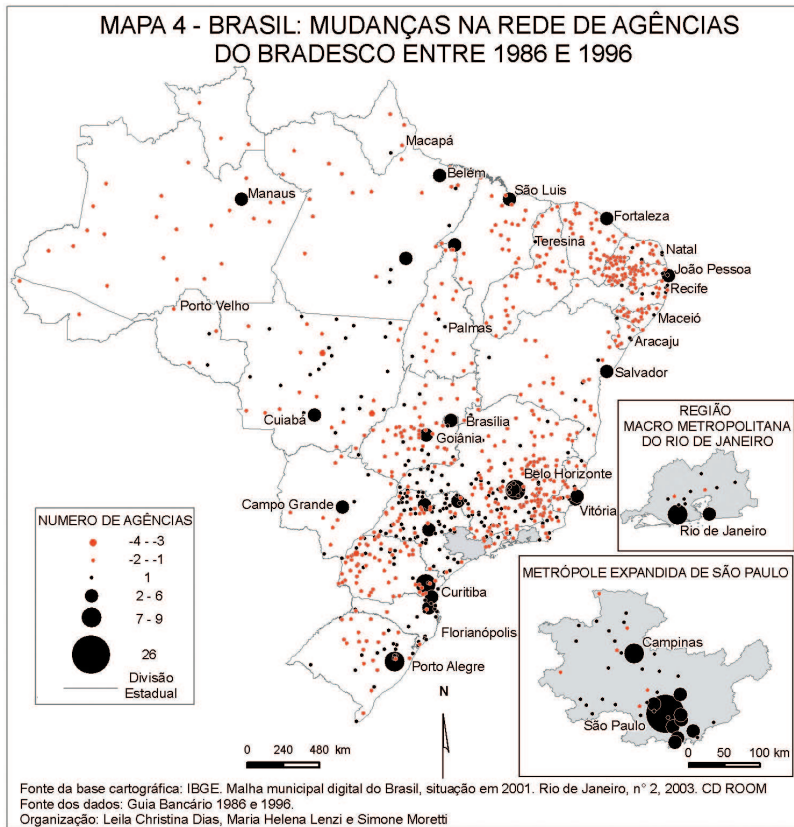 MAPA 4 - BRASIL: MUDANÇAS NA REDE DE AGÊNCIAS
DO BRADESCO ENTRE 1986 E 1996
Macapá
Belém
Manaus
São Luis
Fortaleza
Teresina
Natal
João Pessoa
Recife
Porto Velho
Maceió
Palmas
Aracaju
Salvador
Cuiabá
Brasília
Goiânia
Belo Horizonte
Campo Grande
Vitória
Curitiba
Florianópolis
Porto Alegre
REGIÃO
MACRO METROPOLITANA
DO RIO DE JANEIRO
Rio de Janeiro
NUMERO DE AGÊNCIAS
-4 - -3
-2 - -1
1
2 - 6
7 - 9
26
Divisão
Estadual
METRÓPOLE EXPANDIDA DE SÃO PAULO
Campinas
São Paulo
0 50 100 km
N
0 240 480 km
Fonte da base cartográfica: IBGE. Malha municipal digital do Brasil, situação em 2001. Rio de Janeiro, n° 2, 2003. CD ROOM
Fonte dos dados: Guia Bancário 1986 e 1996.
Organização: Leila Christina Dias, Maria Helena Lenzi e Simone Moretti